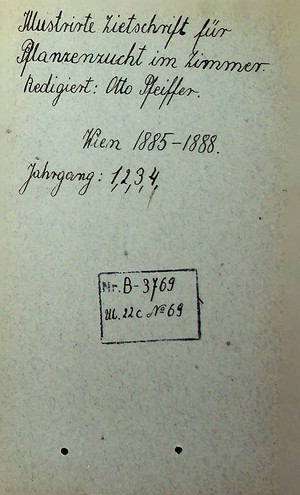 Illustrirte Zietschrift für
Pflanzenzucht im Zimmer.
Redigiert: Otto Pfeiffer.
Wien 1885-1888.
Jahrgang: 1,2,3,4,
Nr. B-3769
Ul. 22c № 69